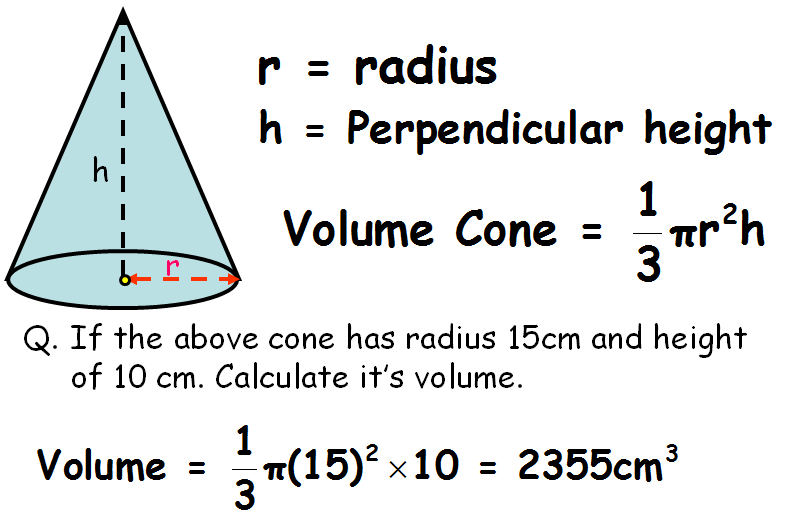 r = radius
h = Perpendicular height
h
Volume Cone = 1/3 πr²h
r
Q. If the above cone has radius 15cm and height
of 10 cm. Calculate it's volume.
Volume = 1/3 π(15)² ×10 = 2355cm³